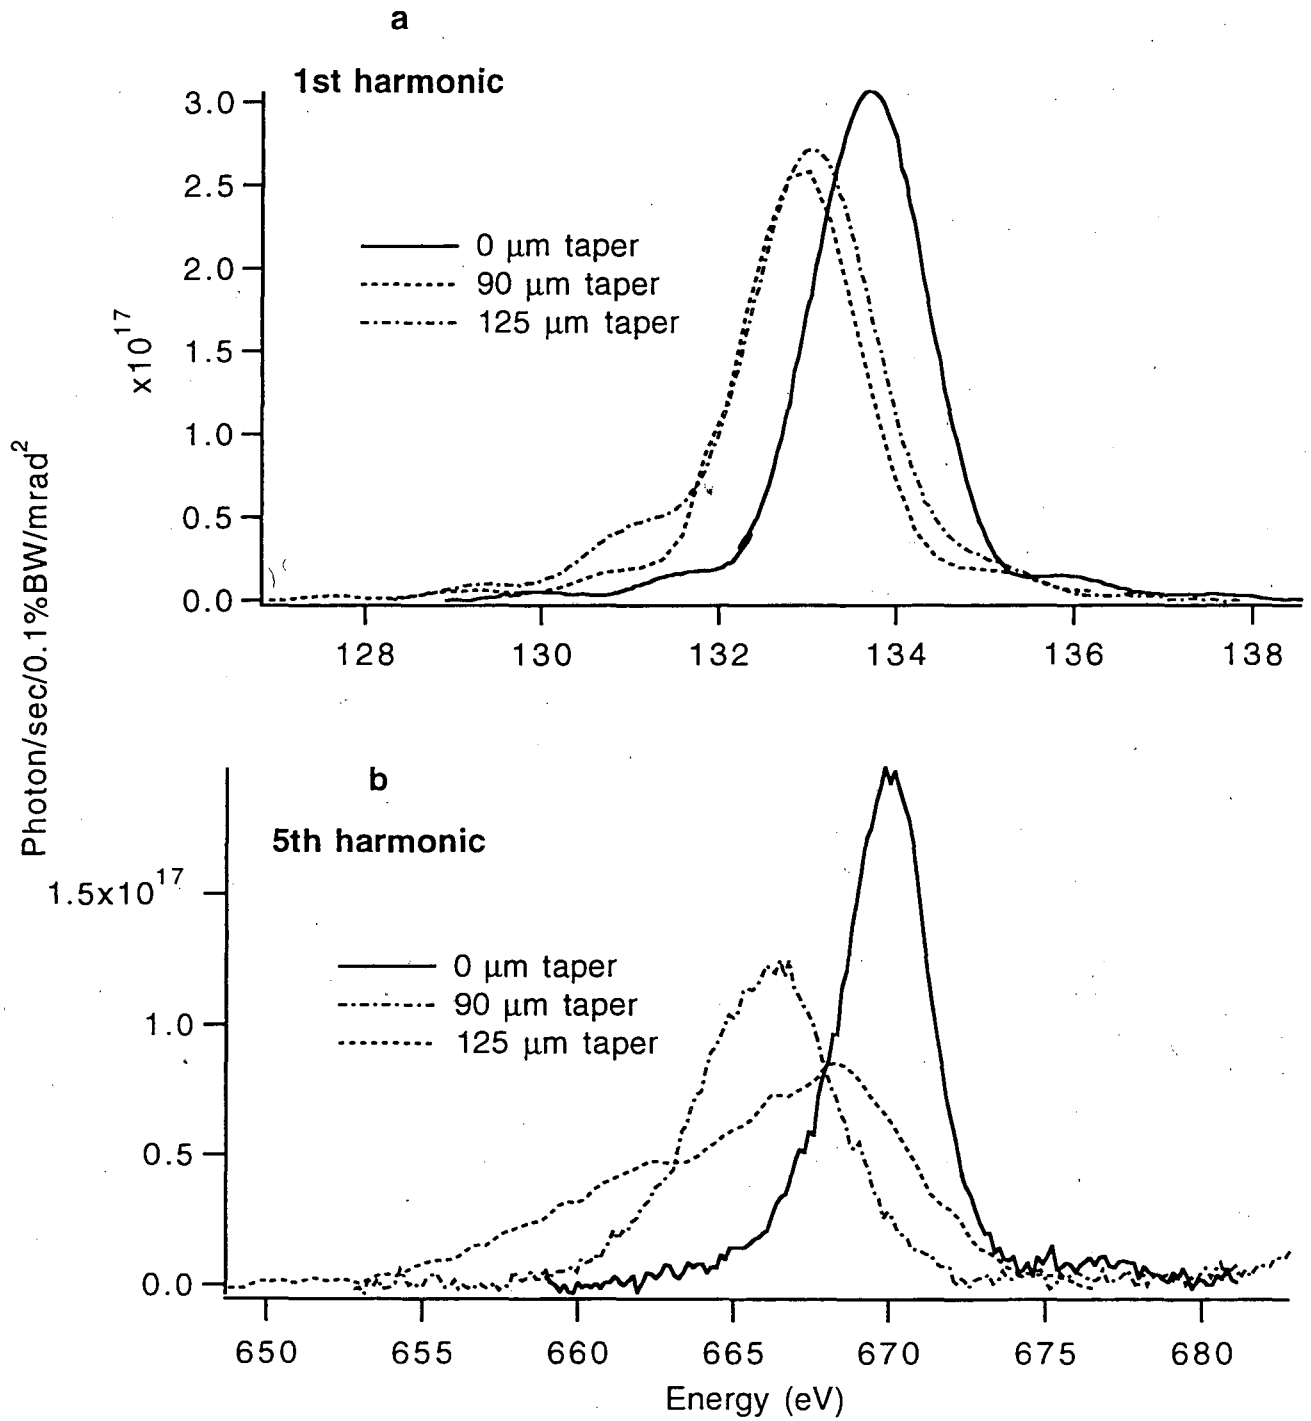 a
1st harmonic
3.0
2.5
2.0
1.5
1.0
0.5
0.0
x10^17
0 μm taper
90 μm taper
125 μm taper
128 130 132 134 136 138
Photon/sec/0.1%BW/mrad^2
b
5th harmonic
1.5x10^17
1.0
0.5
0.0
0 μm taper
90 μm taper
125 μm taper
650 655 660 665 670 675 680
Energy (eV)